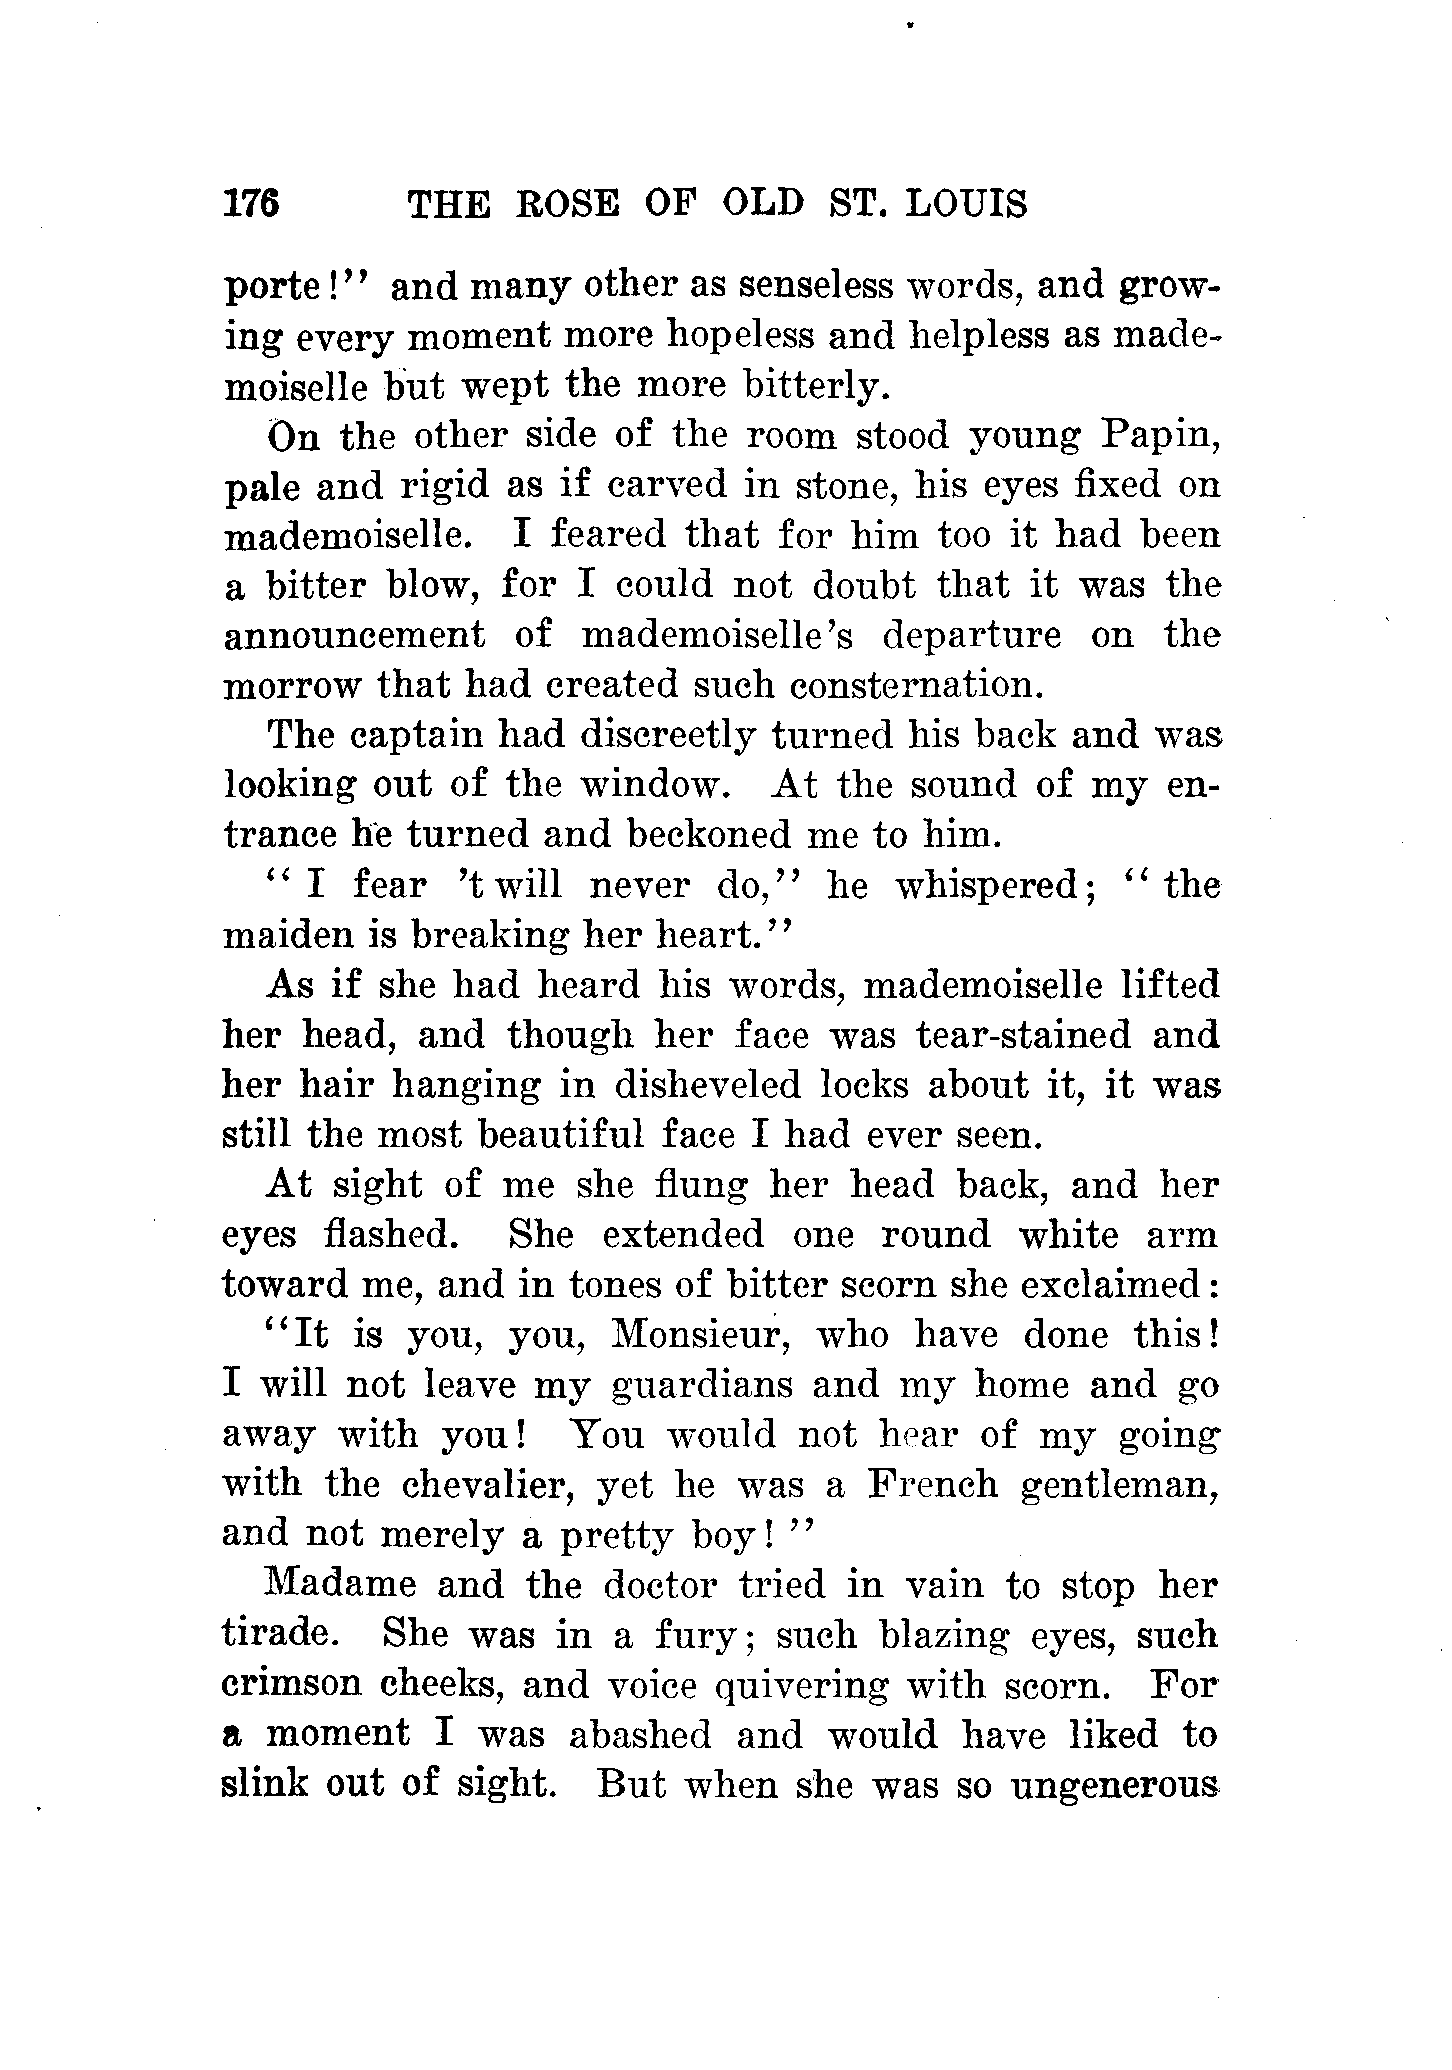 176 THE ROSE OF OLD ST. LOUIS
porte!" and many other as senseless words, and grow-
ing every moment more hopeless and helpless as made-
moiselle but wept the more bitterly.
On the other side of the room stood young Papin,
pale and rigid as if carved in stone, his eyes fixed on
mademoiselle. I feared that for him too it had been
a bitter blow, for I could not doubt that it was the
announcement of mademoiselle's departure on the
morrow that had created such consternation.
The captain had discreetly turned his back and was
looking out of the window. At the sound of my en-
trance he turned and beckoned me to him.
"I fear 't will never do," he whispered; "the
maiden is breaking her heart."
As if she had heard his words, mademoiselle lifted
her head, and though her face was tear-stained and
her hair hanging in disheveled locks about it, it was
still the most beautiful face I had ever seen.
At sight of me she flung her head back, and her
eyes flashed. She extended one round white arm
toward me, and in tones of bitter scorn she exclaimed:
"It is you, you, Monsieur, who have done this!
I will not leave my guardians and my home and go
away with you! You would not hear of my going
with the chevalier, yet he was a French gentleman,
and not merely a pretty boy!"
Madame and the doctor tried in vain to stop her
tirade. She was in a fury; such blazing eyes, such
crimson cheeks, and voice quivering with scorn. For
a moment I was abashed and would have liked to
slink out of sight. But when she was so ungenerous